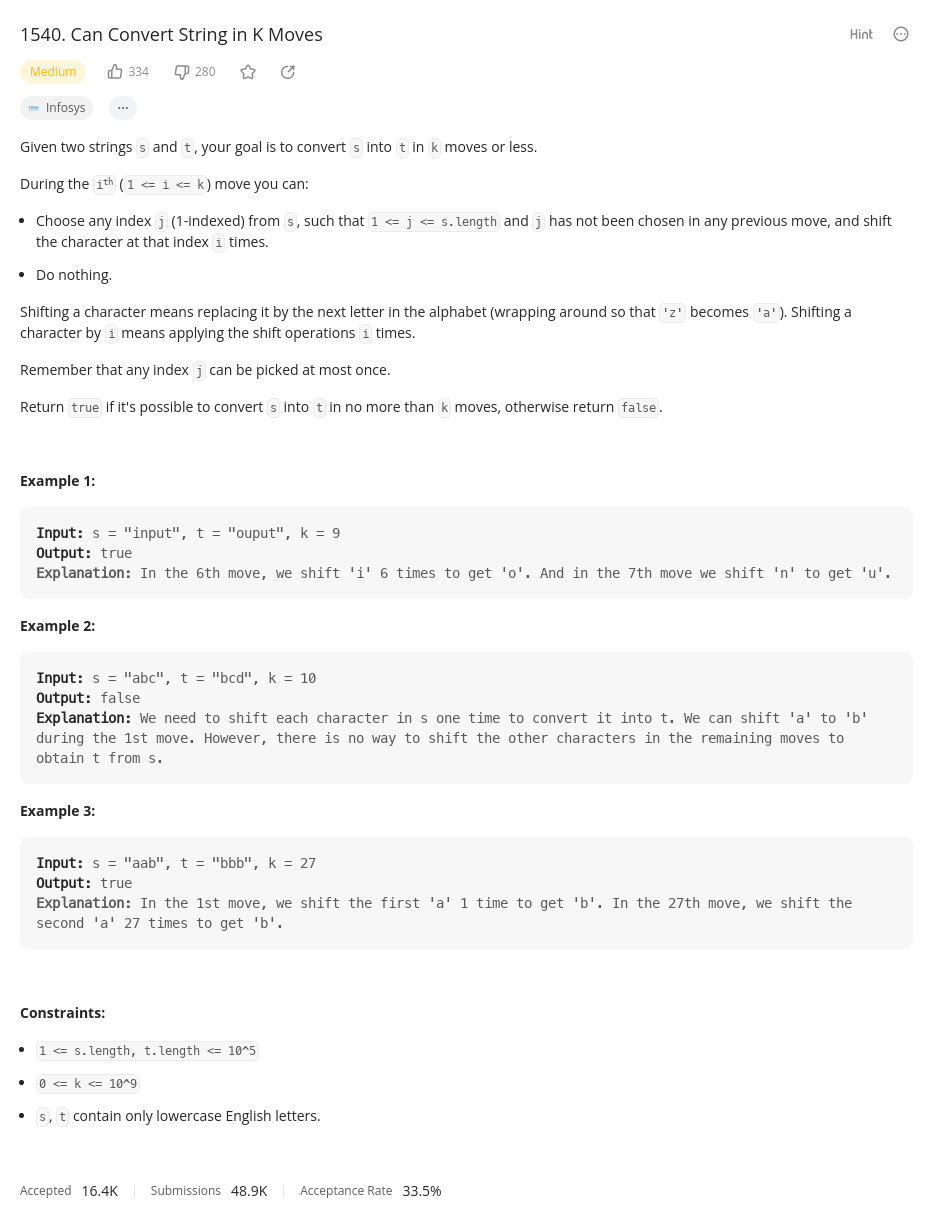 1540. Can Convert String in K Moves
Hint
Medium
334
280
Infosys
Given two strings s and t, your goal is to convert s into t in k moves or less.
During the ith (1 <= i <= k) move you can:
Choose any index j (1-indexed) from s, such that 1 <= j <= s.length and j has not been chosen in any previous move, and shift
the character at that index i times.
Do nothing.
Shifting a character means replacing it by the next letter in the alphabet (wrapping around so that 'z' becomes 'a'). Shifting a
character by i means applying the shift operations i times.
Remember that any index j can be picked at most once.
Return true if it's possible to convert s into t in no more than k moves, otherwise return false.
Example 1:
Input: s = "input", t = "ouput", k = 9
Output: true
Explanation: In the 6th move, we shift 'i' 6 times to get 'o'. And in the 7th move we shift 'n' to get 'u'.
Example 2:
Input: s = "abc", t = "bcd", k = 10
Output: false
Explanation: We need to shift each character in s one time to convert it into t. We can shift 'a' to 'b'
during the 1st move. However, there is no way to shift the other characters in the remaining moves to
obtain t from s.
Example 3:
Input: s = "aab", t = "bbb", k = 27
Output: true
Explanation: In the 1st move, we shift the first 'a' 1 time to get 'b'. In the 27th move, we shift the
second 'a' 27 times to get 'b'.
Constraints:
1 <= s.length, t.length <= 10^5
0 <= k <= 10^9
s, t contain only lowercase English letters.
Accepted 16.4K Submissions 48.9K Acceptance Rate 33.5%